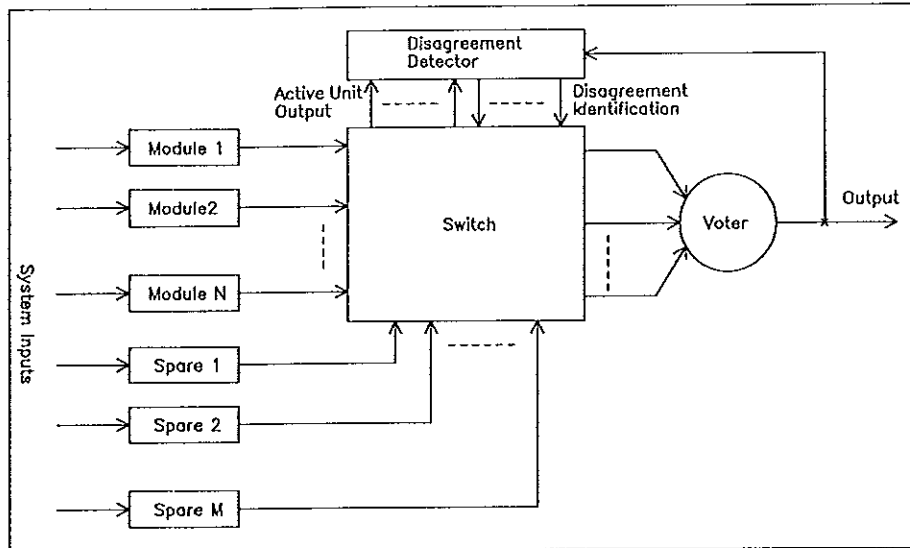 Disagreement
Detector
Active Unit
Output
Disagreement
Identification
Module 1
Module2
Module N
Switch
Voter
Output
System Inputs
Spare 1
Spare 2
Spare M